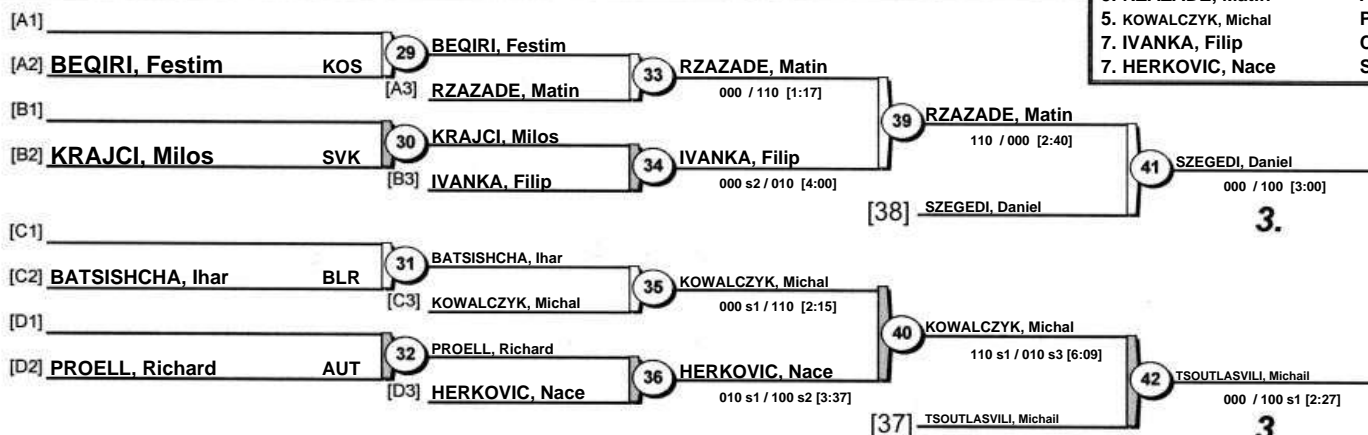 5. KOWALCZYK, Michal
7. IVANKA, Filip
7. HERKOVIC, Nace
[A1]
[A2] BEQIRI, Festim KOS
29
BEQIRI, Festim
[A3] RZAZADE, Matin
33
RZAZADE, Matin
000 / 110 [1:17]
[B1]
[B2] KRAJCI, Milos SVK
30
KRAJCI, Milos
[B3] IVANKA, Filip
34
IVANKA, Filip
000 s2 / 010 [4:00]
39
RZAZADE, Matin
110 / 000 [2:40]
[38] SZEGEDI, Daniel
41
SZEGEDI, Daniel
000 / 100 [3:00]
3.
[C1]
[C2] BATSISHCHA, Ihar BLR
31
BATSISHCHA, Ihar
[C3] KOWALCZYK, Michal
35
KOWALCZYK, Michal
000 s1 / 110 [2:15]
[D1]
[D2] PROELL, Richard AUT
32
PROELL, Richard
[D3] HERKOVIC, Nace
36
HERKOVIC, Nace
010 s1 / 100 s2 [3:37]
40
KOWALCZYK, Michal
110 s1 / 010 s3 [6:09]
[37] TSOUTLASVILI, Michail
42
TSOUTLASVILI, Michail
000 / 100 s1 [2:27]
3